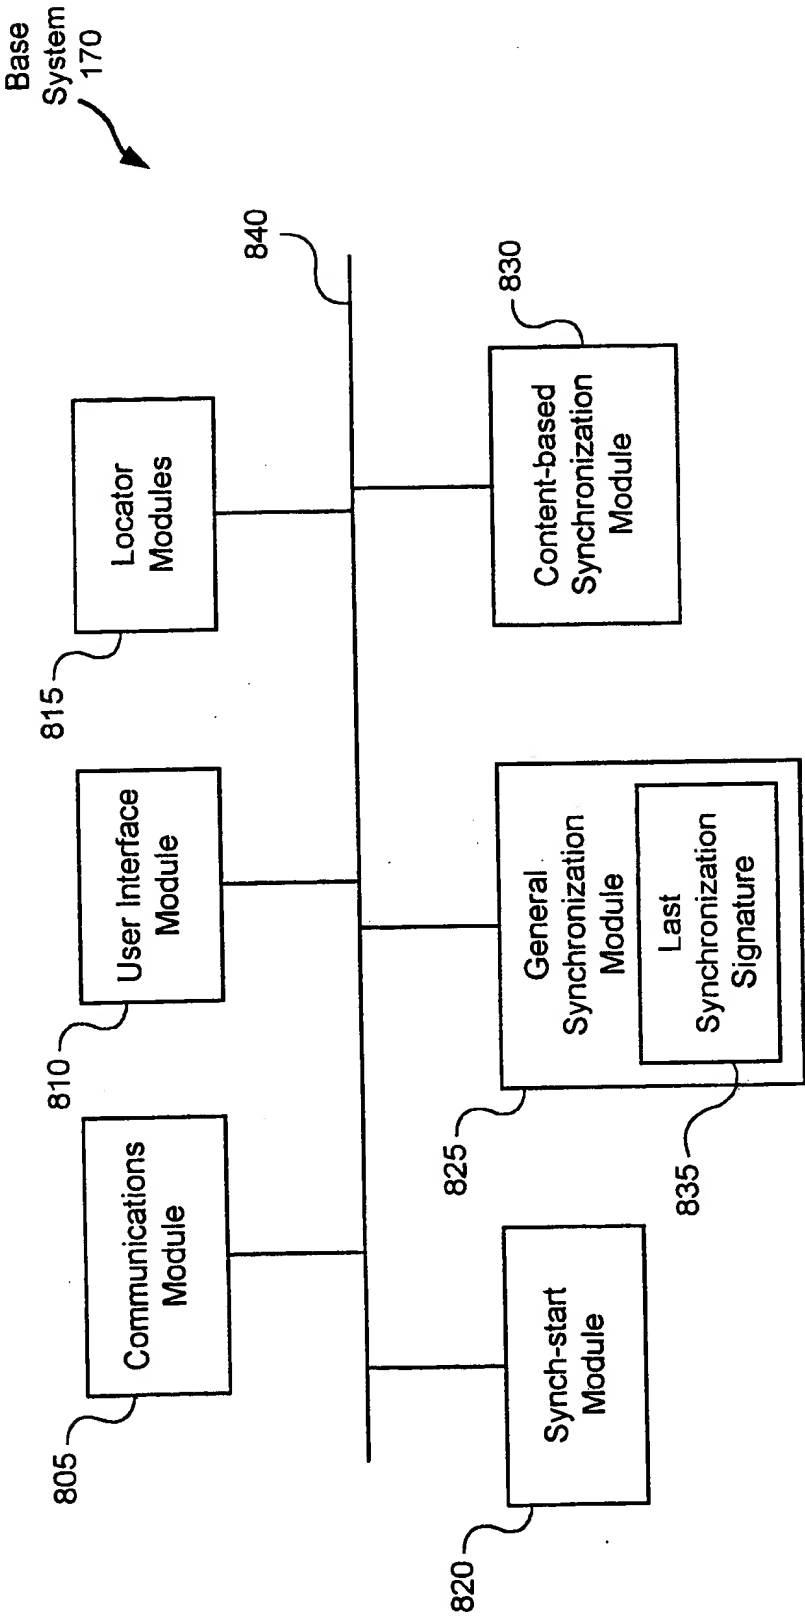 Base
System
170
805
Communications
Module
810
User Interface
Module
815
Locator
Modules
840
820
Synch-start
Module
825
General
Synchronization
Module
835
Last
Synchronization
Signature
830
Content-based
Synchronization
Module